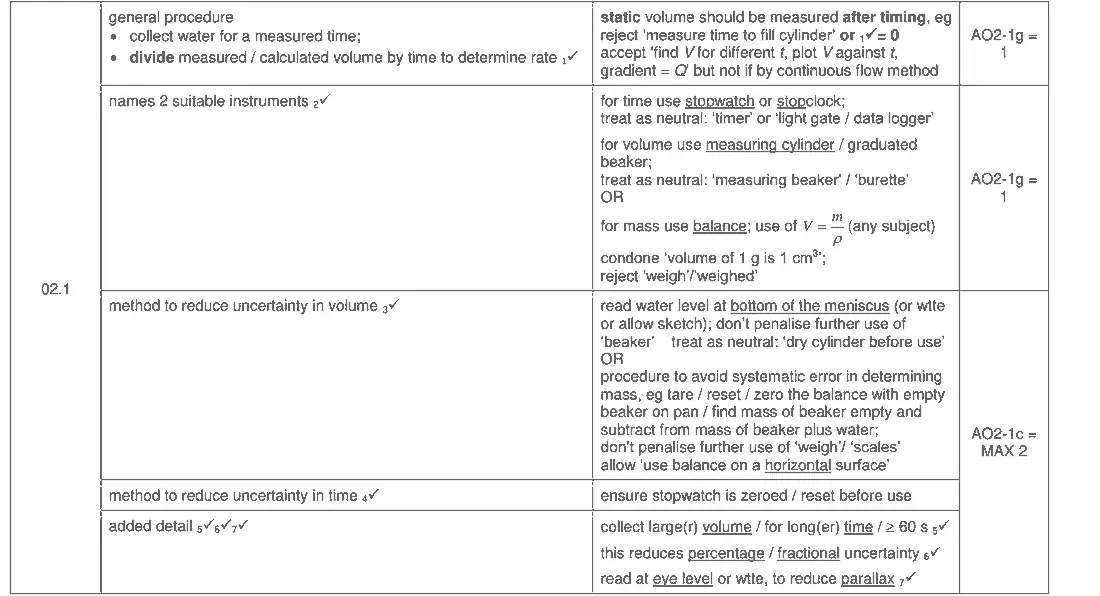 02.1
general procedure
• collect water for a measured time;
• divide measured / calculated volume by time to determine rate 1✓
static volume should be measured after timing, eg
reject 'measure time to fill cylinder' or 1✓= 0
accept 'find V for different t, plot V against t,
gradient = Q' but not if by continuous flow method
AO2-1g =
1
names 2 suitable instruments 2✓
for time use stopwatch or stopclock;
treat as neutral: 'timer' or 'light gate / data logger'
for volume use measuring cylinder / graduated
beaker;
treat as neutral: 'measuring beaker' / 'burette'
OR
for mass use balance; use of V = m/ρ (any subject)
condone 'volume of 1 g is 1 cm³';
reject 'weigh'/'weighed'
AO2-1g =
1
method to reduce uncertainty in volume 3✓
read water level at bottom of the meniscus (or wtte
or allow sketch); don't penalise further use of
'beaker' treat as neutral: 'dry cylinder before use'
OR
procedure to avoid systematic error in determining
mass, eg tare / reset / zero the balance with empty
beaker on pan / find mass of beaker empty and
subtract from mass of beaker plus water;
don't penalise further use of 'weigh'/ 'scales'
allow 'use balance on a horizontal surface'
AO2-1c =
MAX 2
method to reduce uncertainty in time 4✓
ensure stopwatch is zeroed / reset before use
added detail 5✓6✓7✓
collect large(r) volume / for long(er) time / ≥ 60 s 5✓
this reduces percentage / fractional uncertainty 6✓
read at eye level or wtte, to reduce parallax 7✓